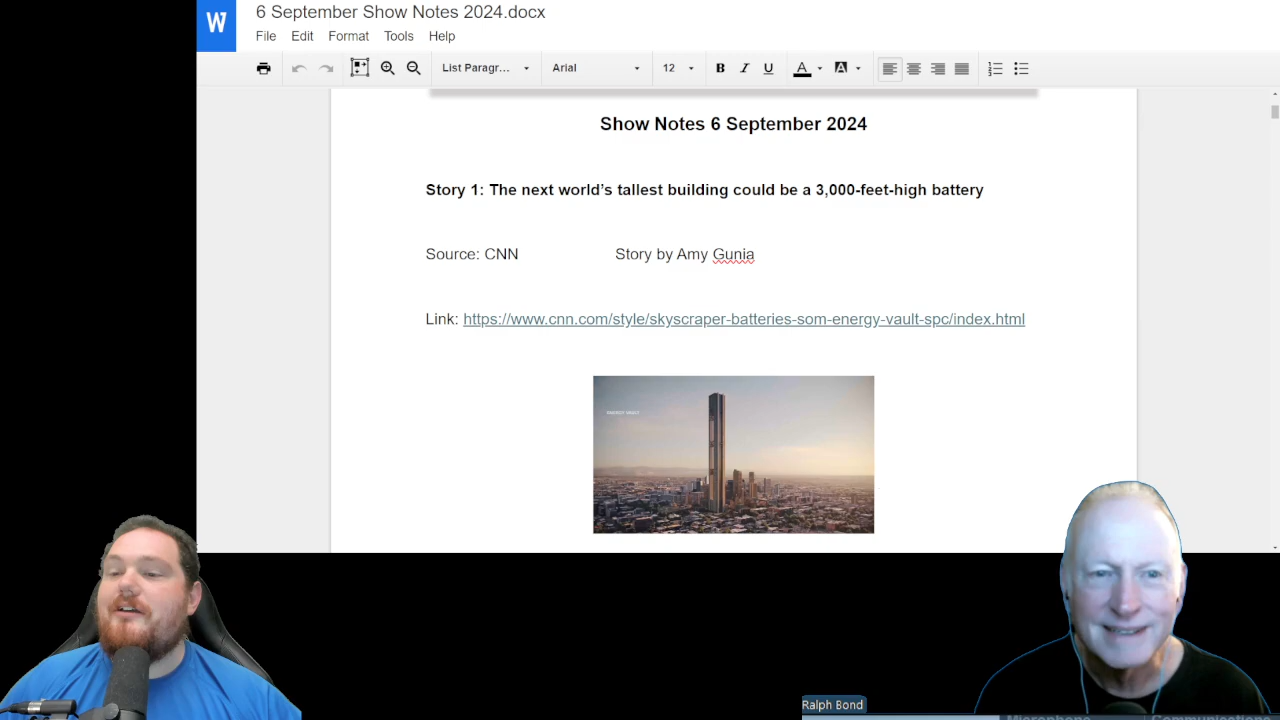 6 September Show Notes 2024.docx
File Edit Format Tools Help
List Paragr... Arial 12 B I U A A
Show Notes 6 September 2024
Story 1: The next world's tallest building could be a 3,000-feet-high battery
Source: CNN Story by Amy Gunia
Link: https://www.cnn.com/style/skyscraper-batteries-som-energy-vault-spc/index.html
ENERGY VAULT
Ralph Bond